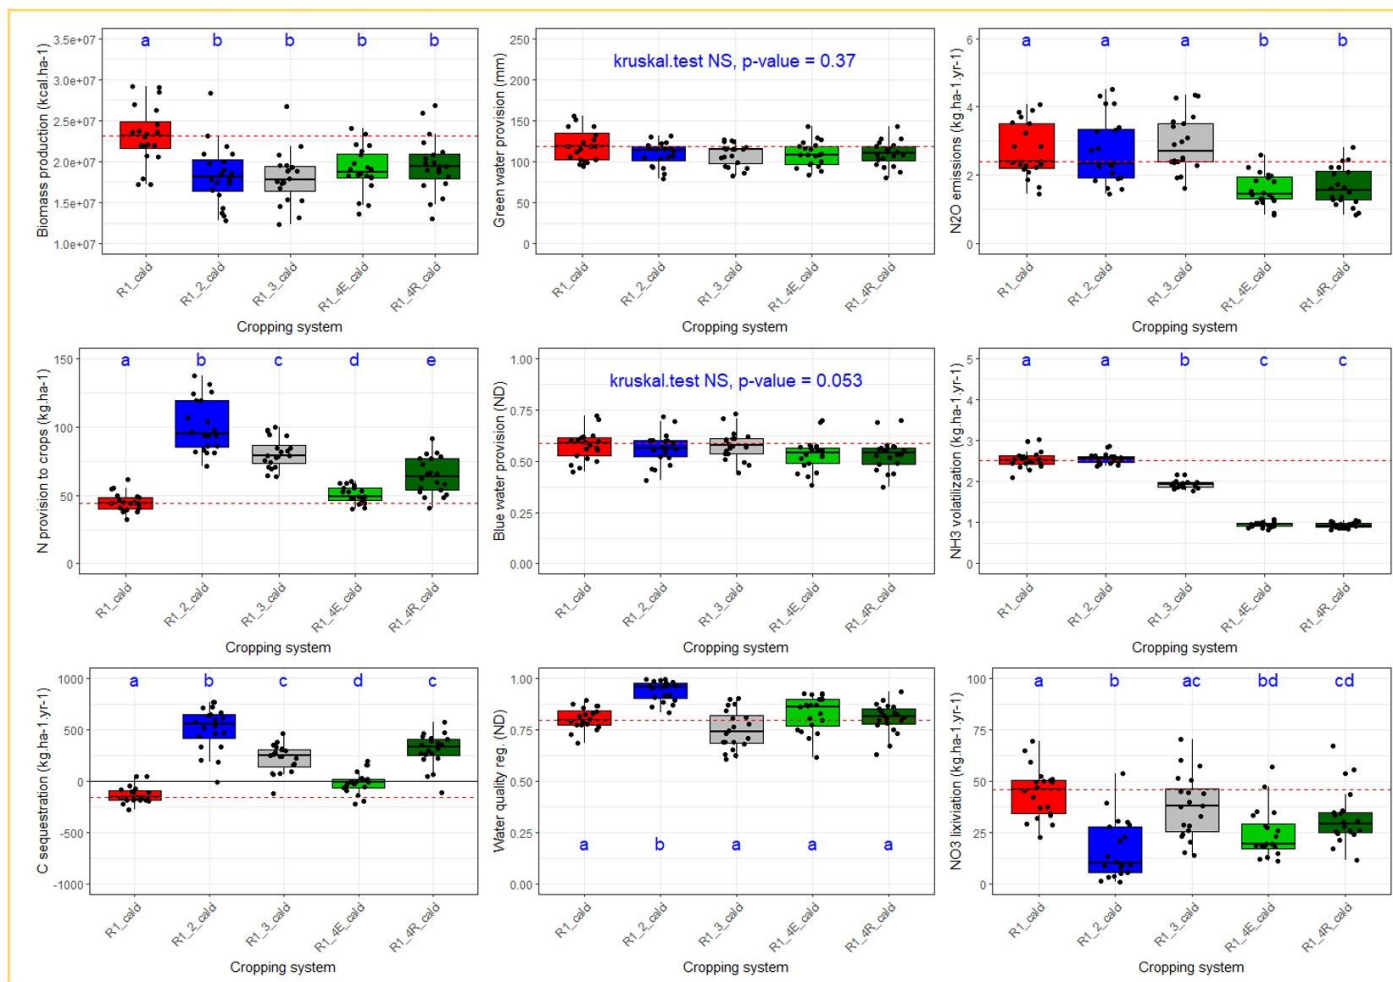 Biomass production (kcal.ha-1)
3.5e+07
3.0e+07
2.5e+07
2.0e+07
1.5e+07
1.0e+07
a b b b b
R1_cald R1_2_cald R1_3_cald R1_4E_cald R1_4R_cald
Cropping system
Green water provision (mm)
250
200
150
100
50
0
kruskal.test NS, p-value = 0.37
R1_cald R1_2_cald R1_3_cald R1_4E_cald R1_4R_cald
Cropping system
N2O emissions (kg.ha-1.yr-1)
6
4
2
0
a a a b b
R1_cald R1_2_cald R1_3_cald R1_4E_cald R1_4R_cald
Cropping system
N provision to crops (kg.ha-1)
150
100
50
0
a b c d e
R1_cald R1_2_cald R1_3_cald R1_4E_cald R1_4R_cald
Cropping system
Blue water provision (ND)
1.00
0.75
0.50
0.25
0.00
kruskal.test NS, p-value = 0.053
R1_cald R1_2_cald R1_3_cald R1_4E_cald R1_4R_cald
Cropping system
NH3 volatilization (kg.ha-1.yr-1)
5
4
3
2
1
0
a a b c c
R1_cald R1_2_cald R1_3_cald R1_4E_cald R1_4R_cald
Cropping system
C sequestration (kg.ha-1.yr-1)
1000
500
0
-500
-1000
a b c d c
R1_cald R1_2_cald R1_3_cald R1_4E_cald R1_4R_cald
Cropping system
Water quality reg. (ND)
1.00
0.75
0.50
0.25
0.00
a b a a a
R1_cald R1_2_cald R1_3_cald R1_4E_cald R1_4R_cald
Cropping system
NO3 lixiviation (kg.ha-1.yr-1)
100
75
50
25
0
a b ac bd cd
R1_cald R1_2_cald R1_3_cald R1_4E_cald R1_4R_cald
Cropping system